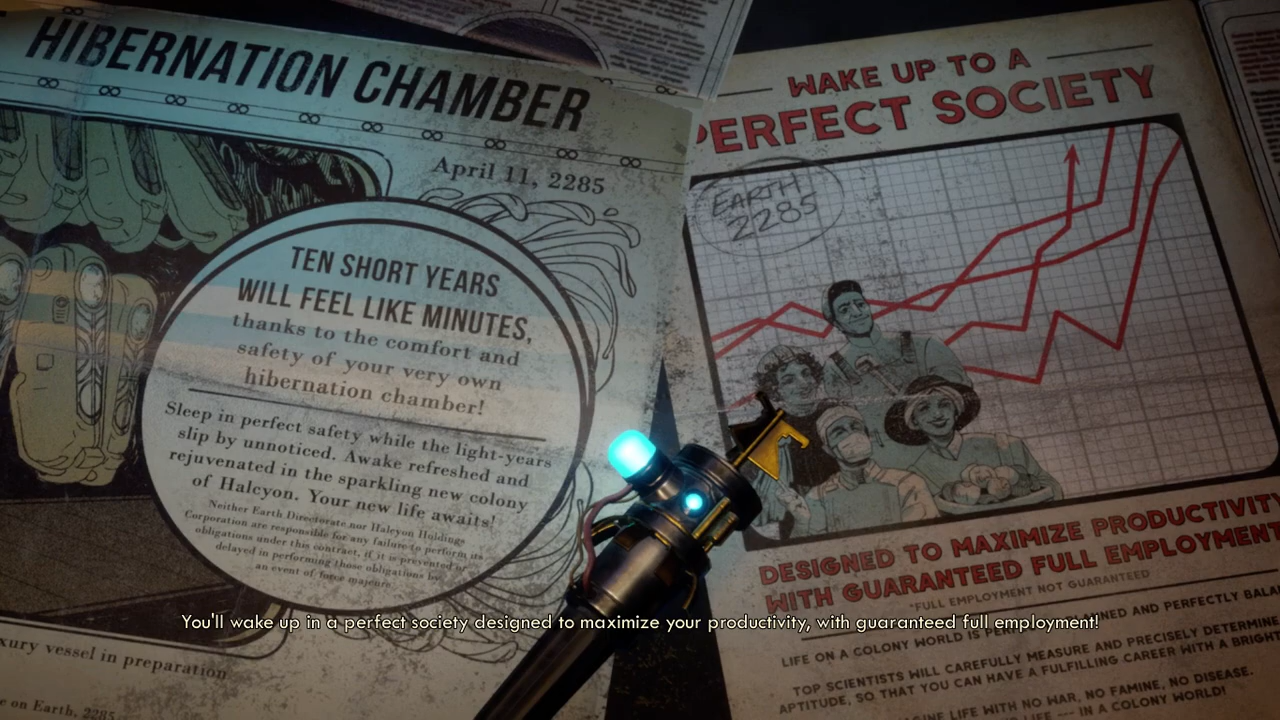 HIBERNATION CHAMBER
April 11, 2285
TEN SHORT YEARS
WILL FEEL LIKE MINUTES,
thanks to the comfort and
safety of your very own
hibernation chamber!
Sleep in perfect safety while the light-years
slip by unnoticed. Awake refreshed and
rejuvenated in the sparkling new colony
of Halcyon. Your new life awaits!
Neither Earth Directorate nor Halcyon Holdings
Corporation are responsible for any failure to perform its
obligations under this contract, if it is prevented or
delayed in performing those obligations by
an event of force majeure.
vessel in preparation
on Earth, 2285
WAKE UP TO A
PERFECT SOCIETY
EARTH
2285
DESIGNED TO MAXIMIZE PRODUCTIVITY
WITH GUARANTEED FULL EMPLOYMENT
*FULL EMPLOYMENT NOT GUARANTEED
LIFE ON A COLONY WORLD IS AND PERFECTLY
TOP SCIENTISTS WILL CAREFULLY MEASURE AND PRECISELY DETERMINE
APTITUDE, SO THAT YOU CAN HAVE A FULFILLING CAREER WITH A
LIFE WITH NO WAR, NO FAMINE, NO DISEASE.
LIFE --- IN A COLONY WORLD!
You'll wake up in a perfect society designed to maximize your productivity, with guaranteed full employment!